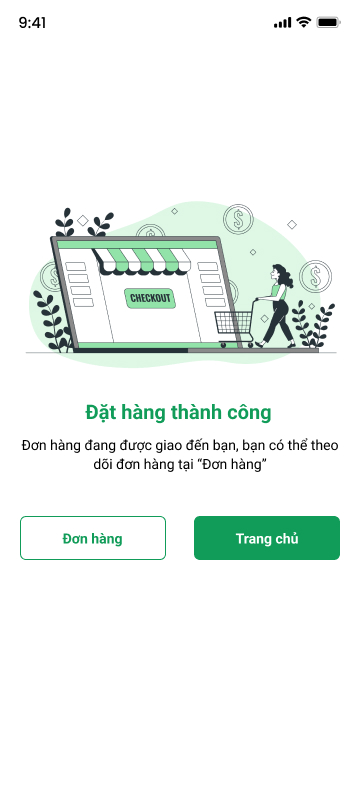 9:41
CHECKOUT
Đặt hàng thành công
Đơn hàng đang được giao đến bạn, bạn có thể theo
dõi đơn hàng tại “Đơn hàng”
Đơn hàng
Trang chủ